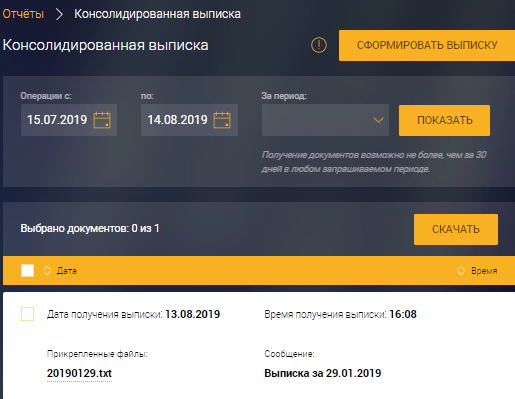 Отчёты > Консолидированная выписка
Консолидированная выписка
СФОРМИРОВАТЬ ВЫПИСКУ
Операции с: по: За период:
15.07.2019 14.08.2019 ПОКАЗАТЬ
Получение документов возможно не более, чем за 30
дней в любом запрашиваемом периоде.
Выбрано документов: 0 из 1 СКАЧАТЬ
Дата Время
Дата получения выписки: 13.08.2019 Время получения выписки: 16:08
Прикрепленные файлы: Сообщение:
20190129.txt Выписка за 29.01.2019